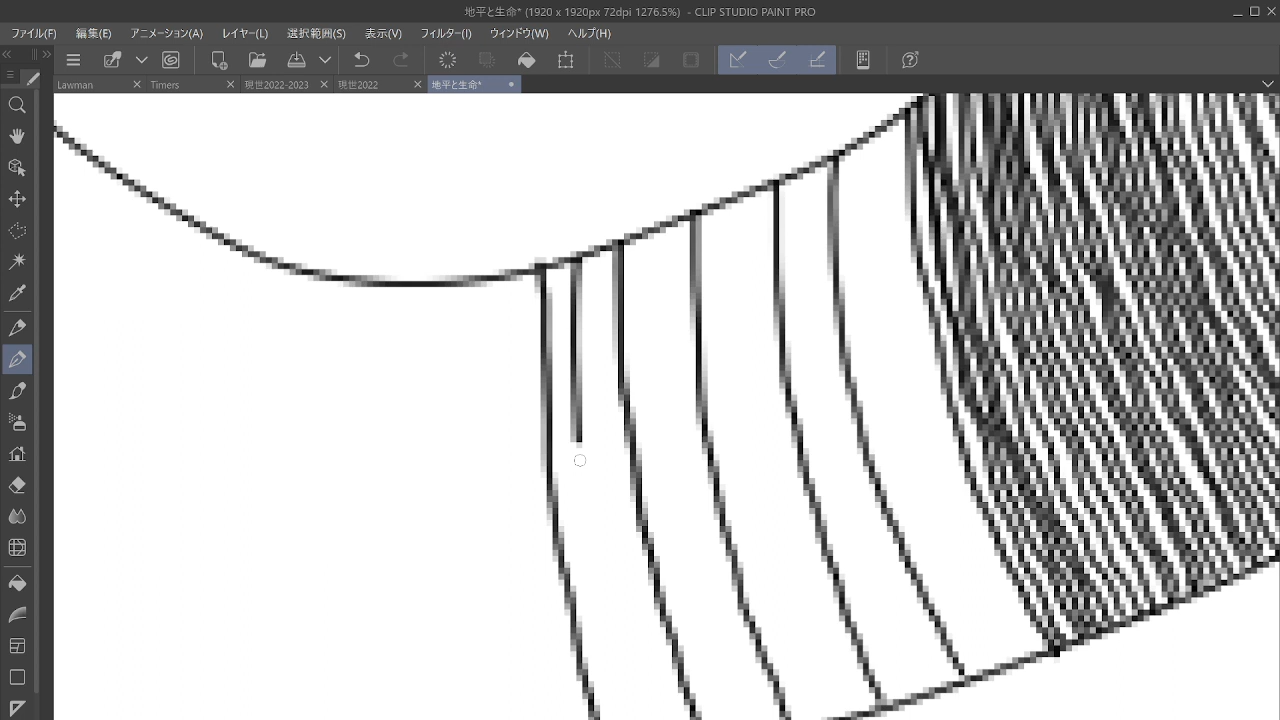 地平と生命* (1920 x 1920px 72dpi 1276.5%) - CLIP STUDIO PAINT PRO
ファイル(F) 編集(E) アニメーション(A) レイヤー(L) 選択範囲(S) 表示(V) フィルター(I) ウィンドウ(W) ヘルプ(H)
Lawman Timers 現世2022-2023 現世2022 地平と生命*